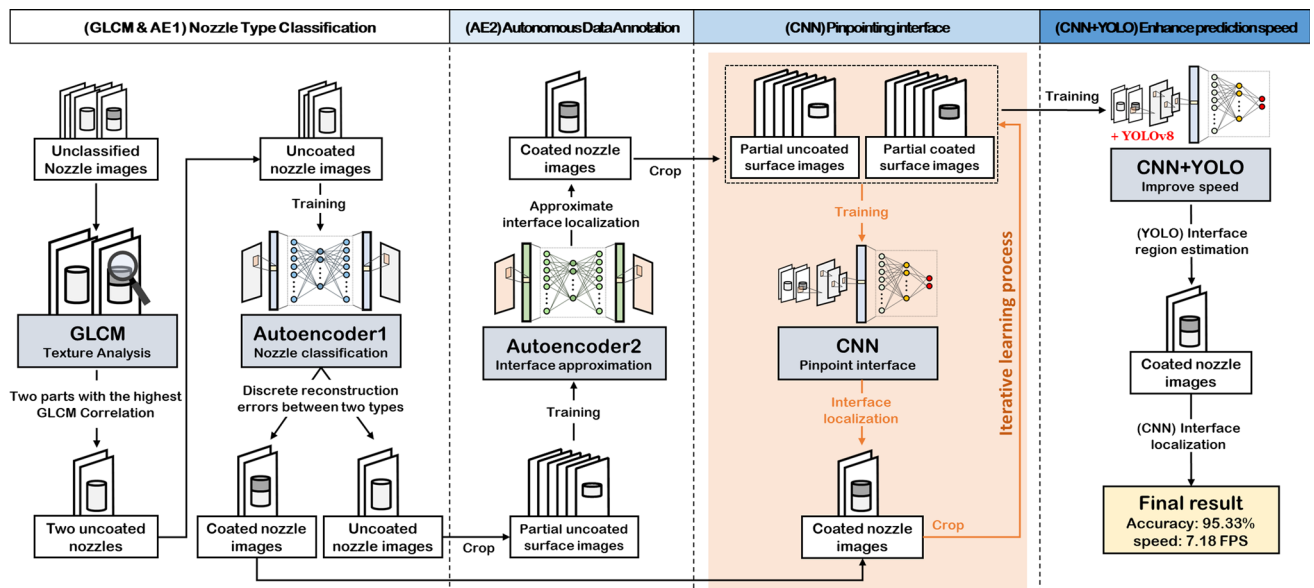 (GLCM & AE1) Nozzle Type Classification
(AE2) Autonomous Data Annotation
(CNN) Pinpointing interface
(CNN+YOLO) Enhance prediction speed
Unclassified
Nozzle images
GLCM
Texture Analysis
Two parts with the highest
GLCM Correlation
Two uncoated
nozzles
Uncoated
nozzle images
Training
Autoencoder1
Nozzle classification
Discrete reconstruction
errors between two types
Coated nozzle
images
Uncoated
nozzle images
Crop
Coated nozzle
images
Approximate
interface localization
Autoencoder2
Interface approximation
Training
Partial uncoated
surface images
Crop
Partial uncoated
surface images
Partial coated
surface images
Training
CNN
Pinpoint interface
Interface
localization
Coated nozzle
images
Crop
Iterative learning process
Training
+ YOLOv8
CNN+YOLO
Improve speed
(YOLO) Interface
region estimation
Coated nozzle
images
(CNN) Interface
localization
Final result
Accuracy: 95.33%
speed: 7.18 FPS